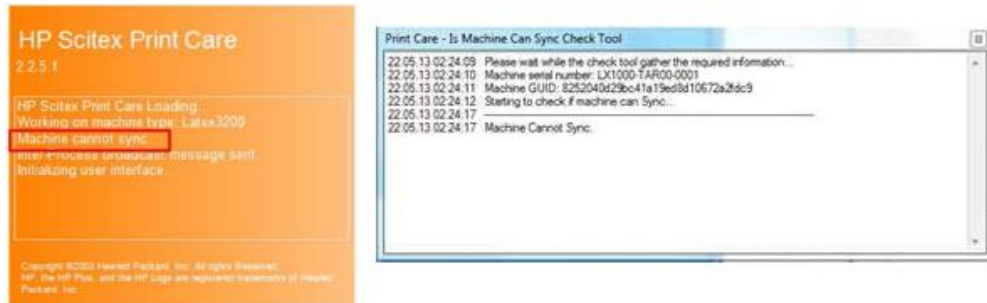 HP Scitex Print Care
2.2.5.1
HP Scitex Print Care Loading
Working on machine type: Latex3200
Machine cannot sync.
Inter Process broadcast message sent.
Initializing user interface
Copyright ©2003 Hewlett Packard, Inc. All rights Reserved.
HP, the HP Plus, and the HP Logo are registered trademarks of Hewlett
Packard, Inc.
Print Care - Is Machine Can Sync Check Tool
22.05.13 02:24:09 Please wait while the check tool gather the required information...
22.05.13 02:24:10 Machine serial number: LX1000-TAR00-0001
22.05.13 02:24:11 Machine GUID: 8252040d29bc41a19ed8d10672a2fdc9
22.05.13 02:24:12 Starting to check if machine can Sync...
22.05.13 02:24:17
22.05.13 02:24:17 Machine Cannot Sync.